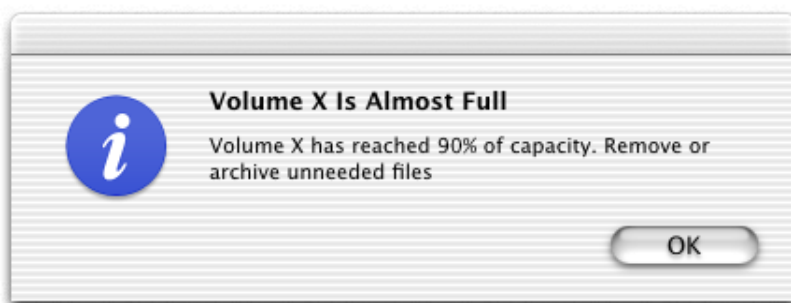 Volume X Is Almost Full
Volume X has reached 90% of capacity. Remove or
archive unneeded files
OK